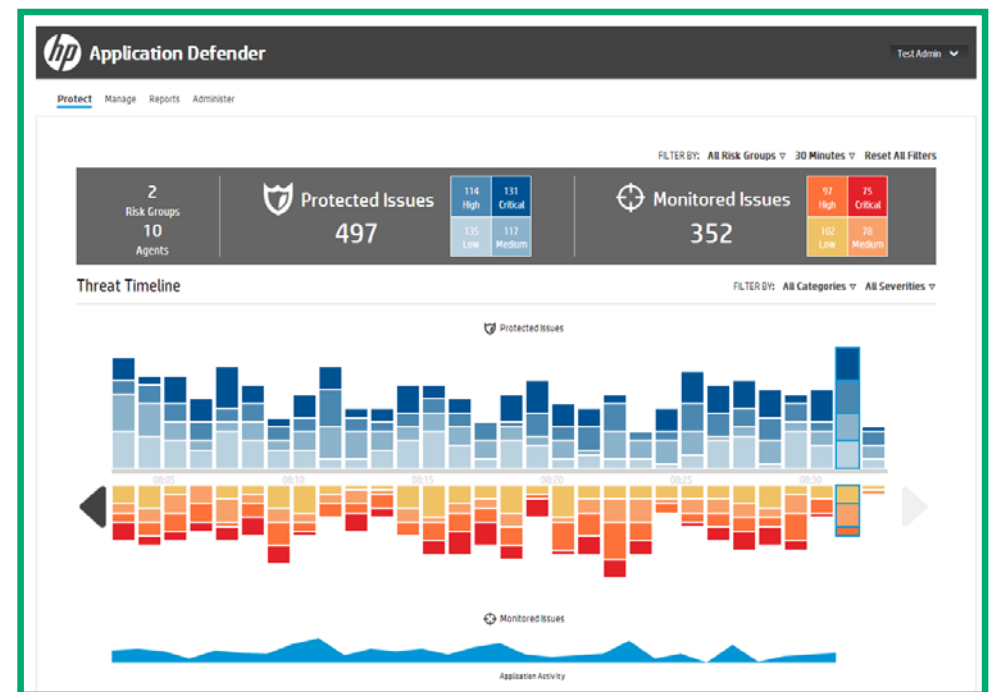 hp Application Defender
Test Admin
Protect Manage Reports Administer
FILTER BY: All Risk Groups ▿ 30 Minutes ▿ Reset All Filters
2
Risk Groups
10
Agents
Protected Issues
497
114 High
131 Critical
135 Low
117 Medium
Monitored Issues
352
97 High
75 Critical
102 Low
78 Medium
Threat Timeline
FILTER BY: All Categories ▿ All Severities ▿
Protected Issues
00:05 00:10 00:15 00:20 00:25 00:30
Monitored Issues
Application Activity